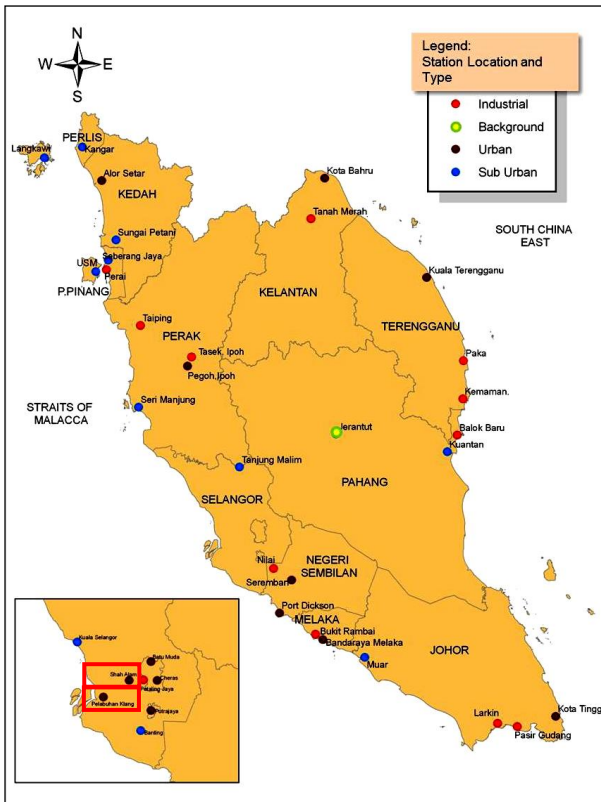 N
W E
S
Legend:
Station Location and
Type
Industrial
Background
Urban
Sub Urban
PERLIS
Langkawi
Kangar
Alor Setar
KEDAH
Kota Bahru
Tanah Merah
SOUTH CHINA
EAST
Sungai Petani
USM
Seberang Jaya
Perai
P.PINANG
Kuala Terengganu
KELANTAN
TERENGGANU
Taiping
PERAK
Tasek, Ipoh
Pegoh,Ipoh
Paka
Kemaman.
STRAITS OF
MALACCA
Seri Manjung
Jerantut
Balok Baru
Kuantan
Tanjung Malim
PAHANG
SELANGOR
Nilai
NEGERI
SEMBILAN
Seremban
Port Dickson
MELAKA
Bukit Rambai
Bandaraya Melaka
Muar
JOHOR
Larkin
Kota Tingg
Pasir Gudang
Kuala Selangor
Batu Muda
Shah Alam
Cheras
Petaling Jaya
Pelabuhan Klang
Putrajaya
Banting